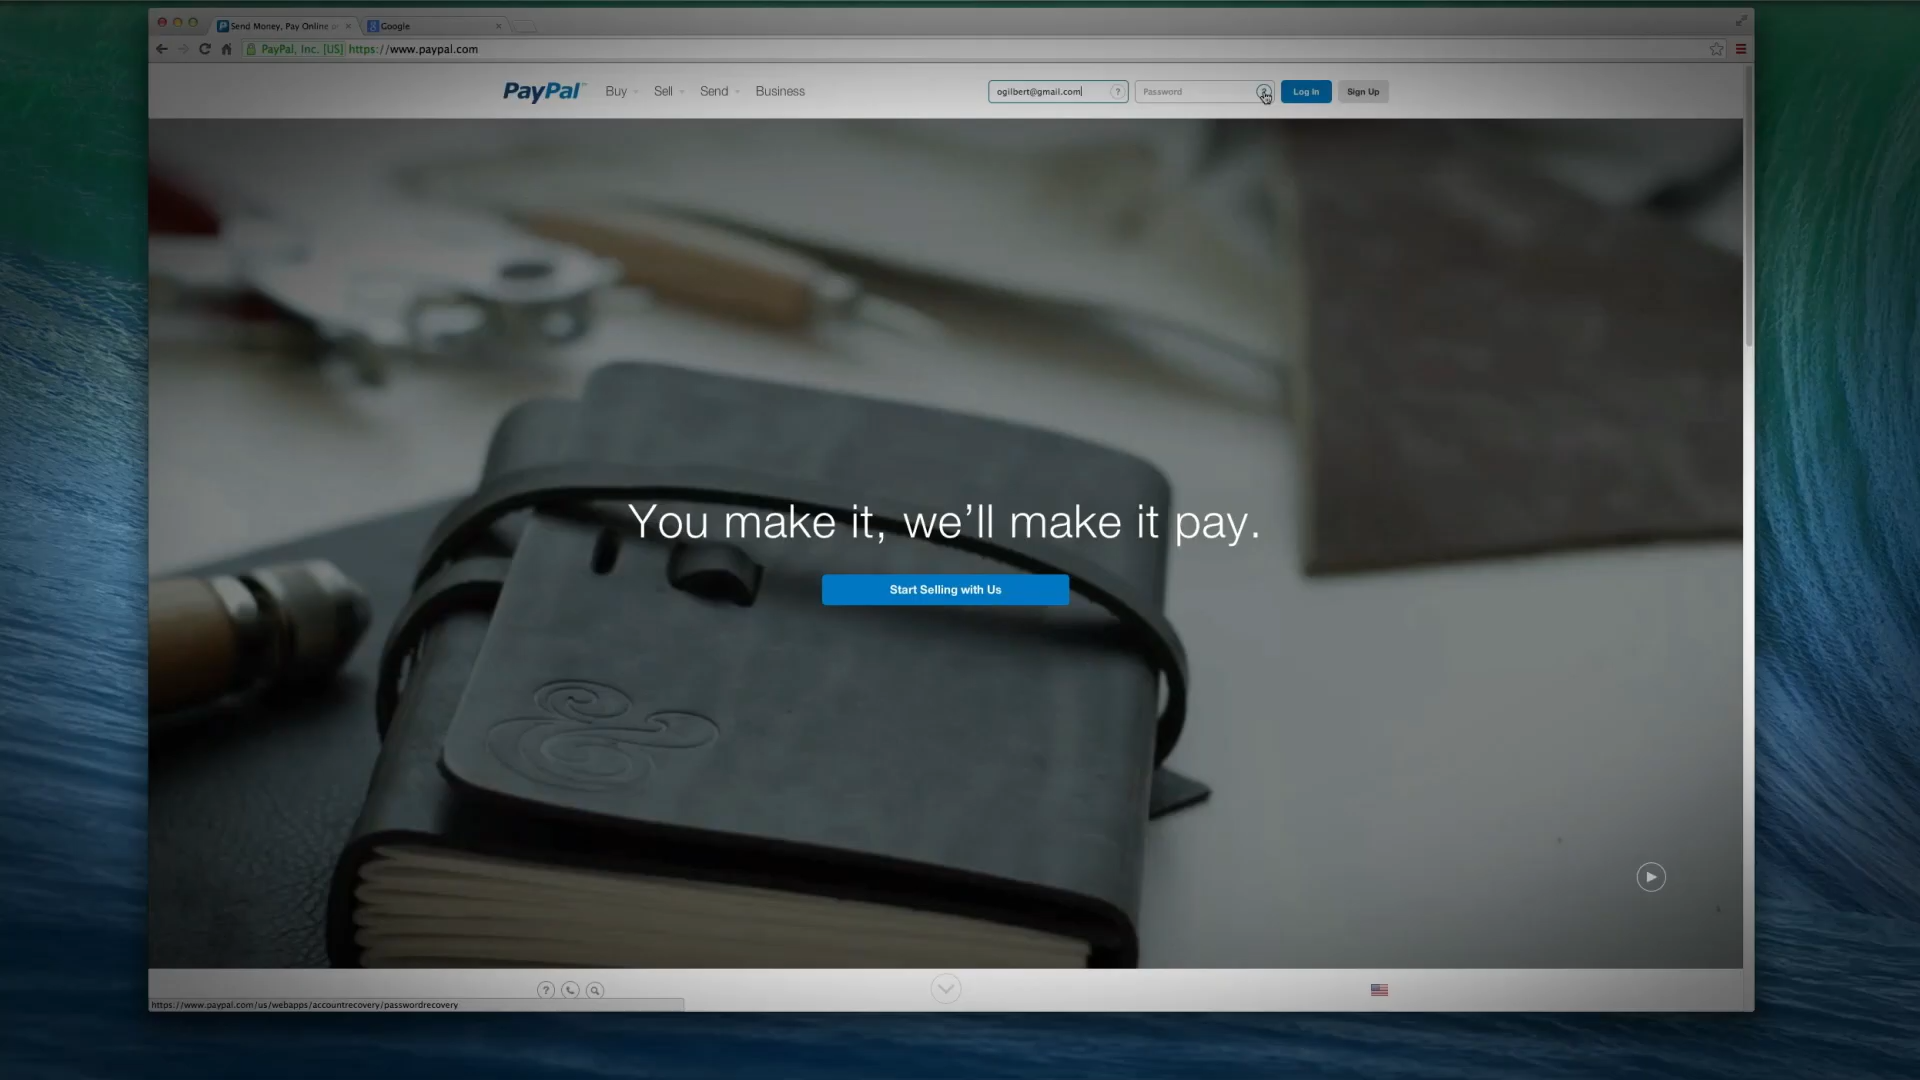 Send Money, Pay Online o
Google
PayPal, Inc. [US] https://www.paypal.com
PayPal
Buy
Sell
Send
Business
ogilbert@gmail.com
?
Password
Log In
Sign Up
You make it, we'll make it pay.
Start Selling with Us
?
https://www.paypal.com/us/webapps/accountrecovery/passwordrecovery